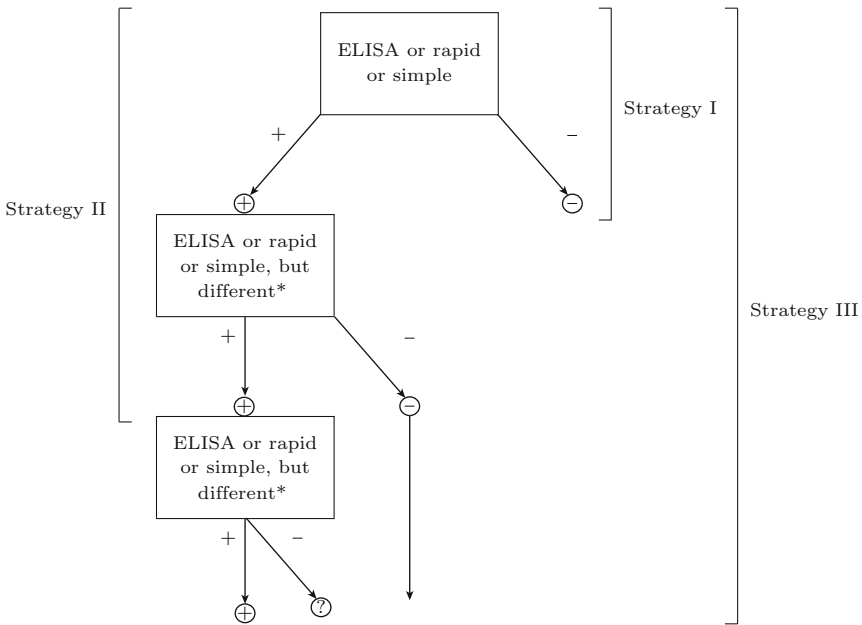 ELISA or rapid
or simple
Strategy I
+
–
+
–
Strategy II
ELISA or rapid
or simple, but
different*
Strategy III
+
–
+
–
ELISA or rapid
or simple, but
different*
+
–
+
?